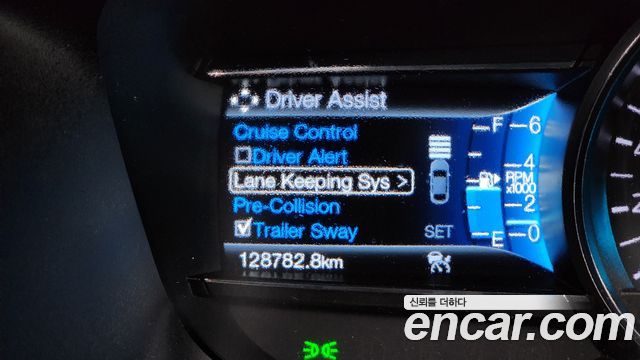 Driver Assist
Cruise Control
Driver Alert
Lane Keeping Sys >
Pre-Collision
Trailer Sway
SET
128782.8km
F
E
6
4
RPM
x1000
2
0
신뢰를 더하다
encar.com